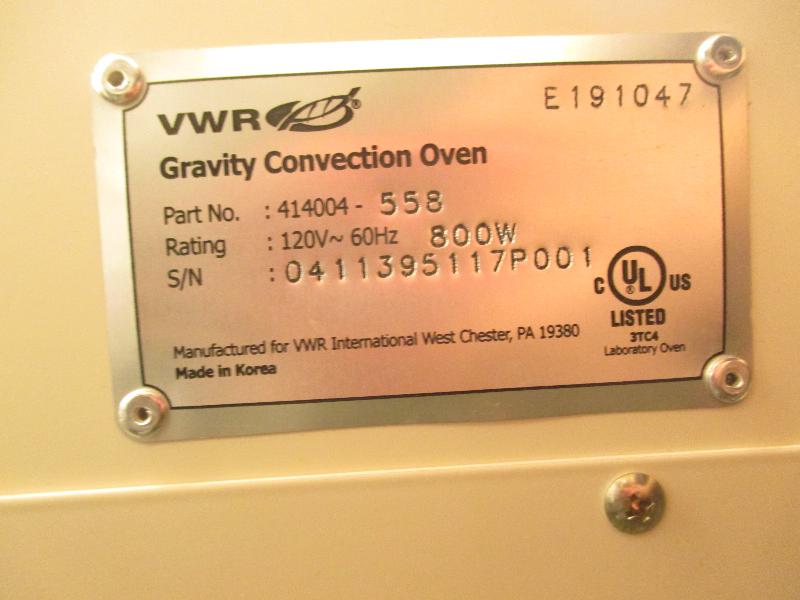 VWR®
E191047
Gravity Convection Oven
Part No. : 414004 - 558
Rating : 120V~ 60Hz 800W
S/N : 0411395117P001
C UL® US
LISTED
3TC4
Laboratory Oven
Manufactured for VWR International West Chester, PA 19380
Made in Korea